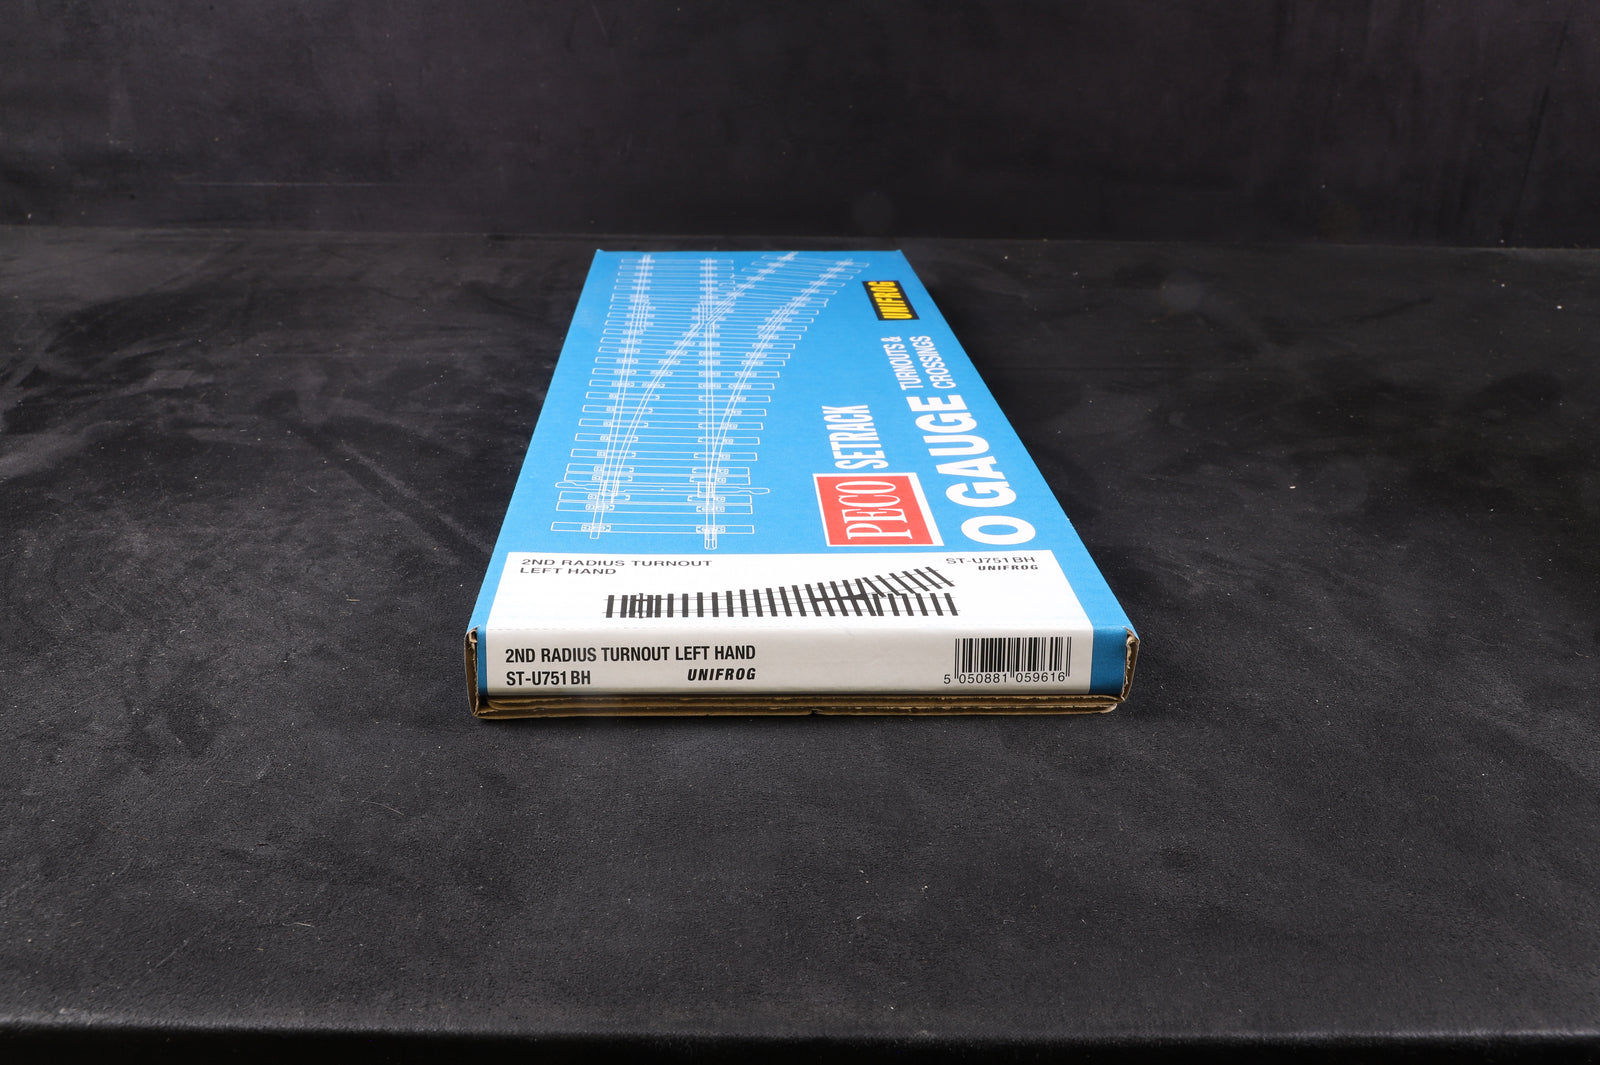 UNIFROG
PECO SETRACK
O GAUGE TURNOUTS &
CROSSINGS
2ND RADIUS TURNOUT
LEFT HAND
ST-U751BH
UNIFROG
2ND RADIUS TURNOUT LEFT HAND
ST-U751BH
UNIFROG
5 050881 059616